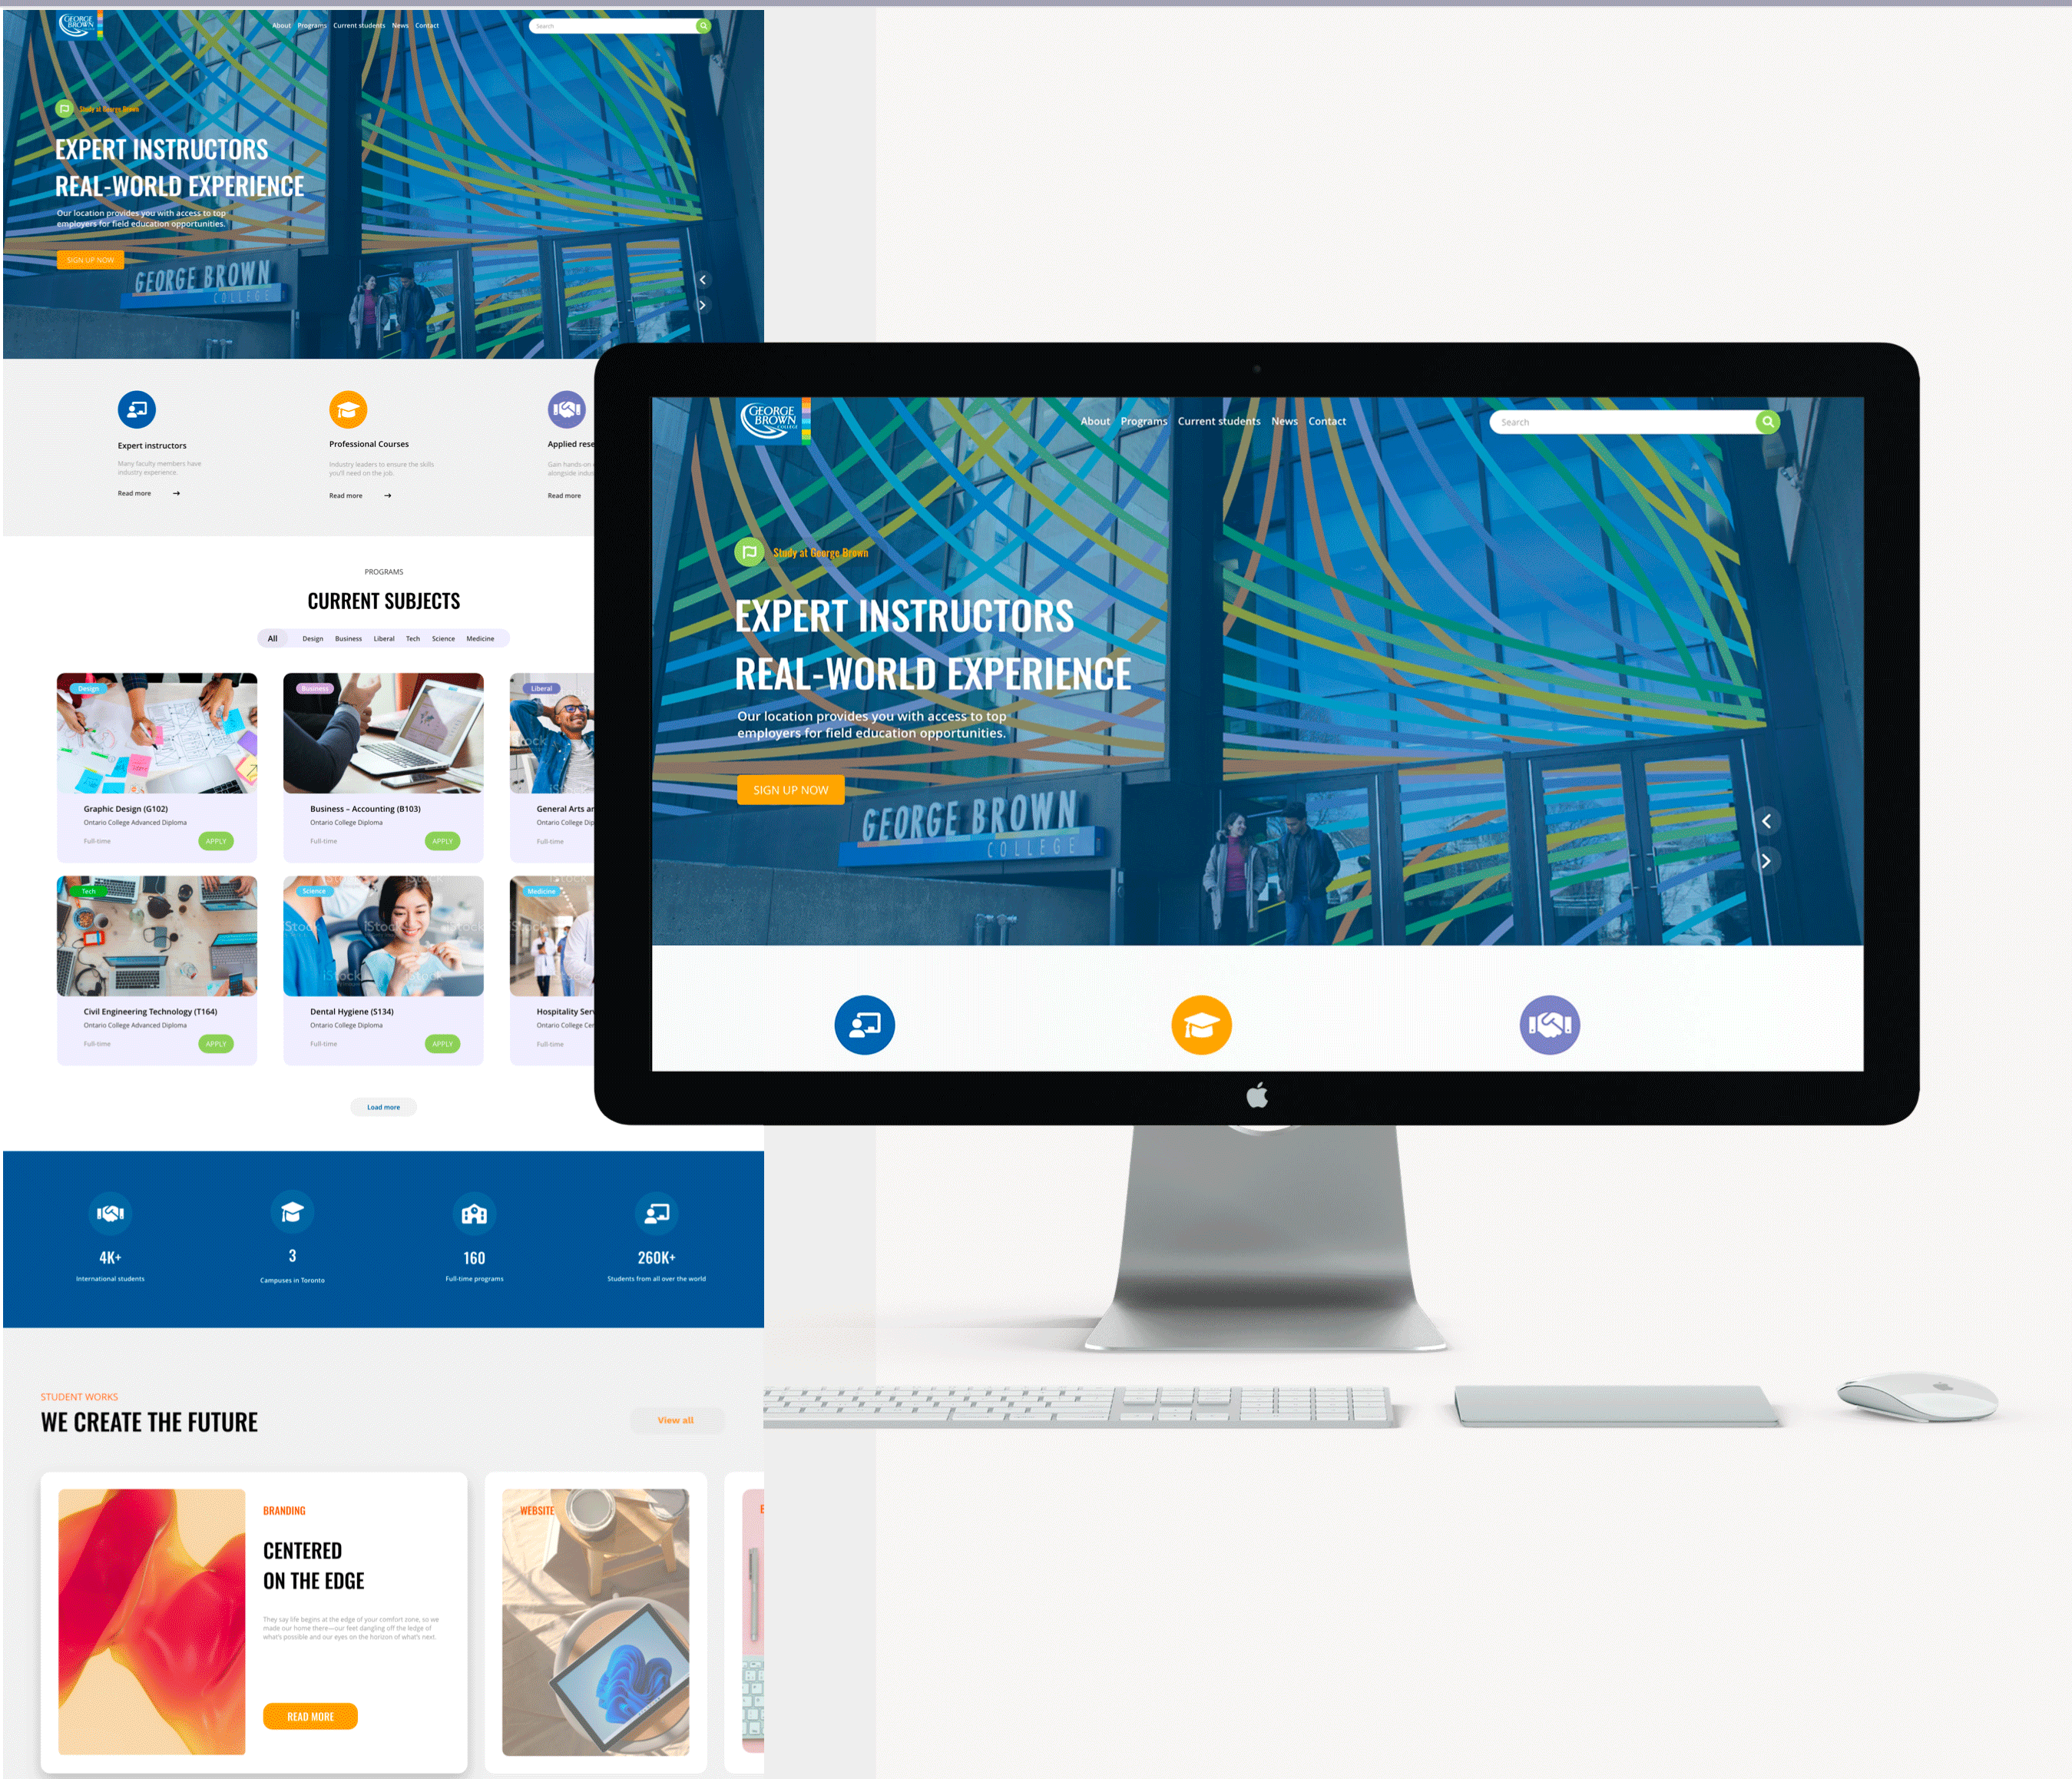 GEORGE
BROWN
COLLEGE
About Programs Current students News Contact
Search
Study at George Brown
EXPERT INSTRUCTORS
REAL-WORLD EXPERIENCE
Our location provides you with access to top
employers for field education opportunities.
SIGN UP NOW
GEORGE BROWN
COLLEGE
Expert instructors
Many faculty members have
industry experience.
Read more
Professional Courses
Industry leaders to ensure the skills
you'll need on the job.
Read more
Applied rese
Gain hands-on
alongside indus
Read more
PROGRAMS
CURRENT SUBJECTS
All Design Business Liberal Tech Science Medicine
Design
Graphic Design (G102)
Ontario College Advanced Diploma
Full-time APPLY
Business
Business – Accounting (B103)
Ontario College Diploma
Full-time APPLY
Liberal
General Arts ar
Ontario College Dip
Full-time
Tech
Civil Engineering Technology (T164)
Ontario College Advanced Diploma
Full-time APPLY
Science
iStock
Dental Hygiene (S134)
Ontario College Diploma
Full-time APPLY
Medicine
Hospitality Serv
Ontario College Cer
Full-time
Load more
4K+
International students
3
Campuses in Toronto
160
Full-time programs
260K+
Students from all over the world
STUDENT WORKS
WE CREATE THE FUTURE
View all
BRANDING
CENTERED
ON THE EDGE
They say life begins at the edge of your comfort zone, so we
made our home there—our feet dangling off the ledge of
what's possible and our eyes on the horizon of what's next.
READ MORE
WEBSITE
GEORGE
BROWN
COLLEGE
About Programs Current students News Contact
Search
Study at George Brown
EXPERT INSTRUCTORS
REAL-WORLD EXPERIENCE
Our location provides you with access to top
employers for field education opportunities.
SIGN UP NOW
GEORGE BROWN
COLLEGE